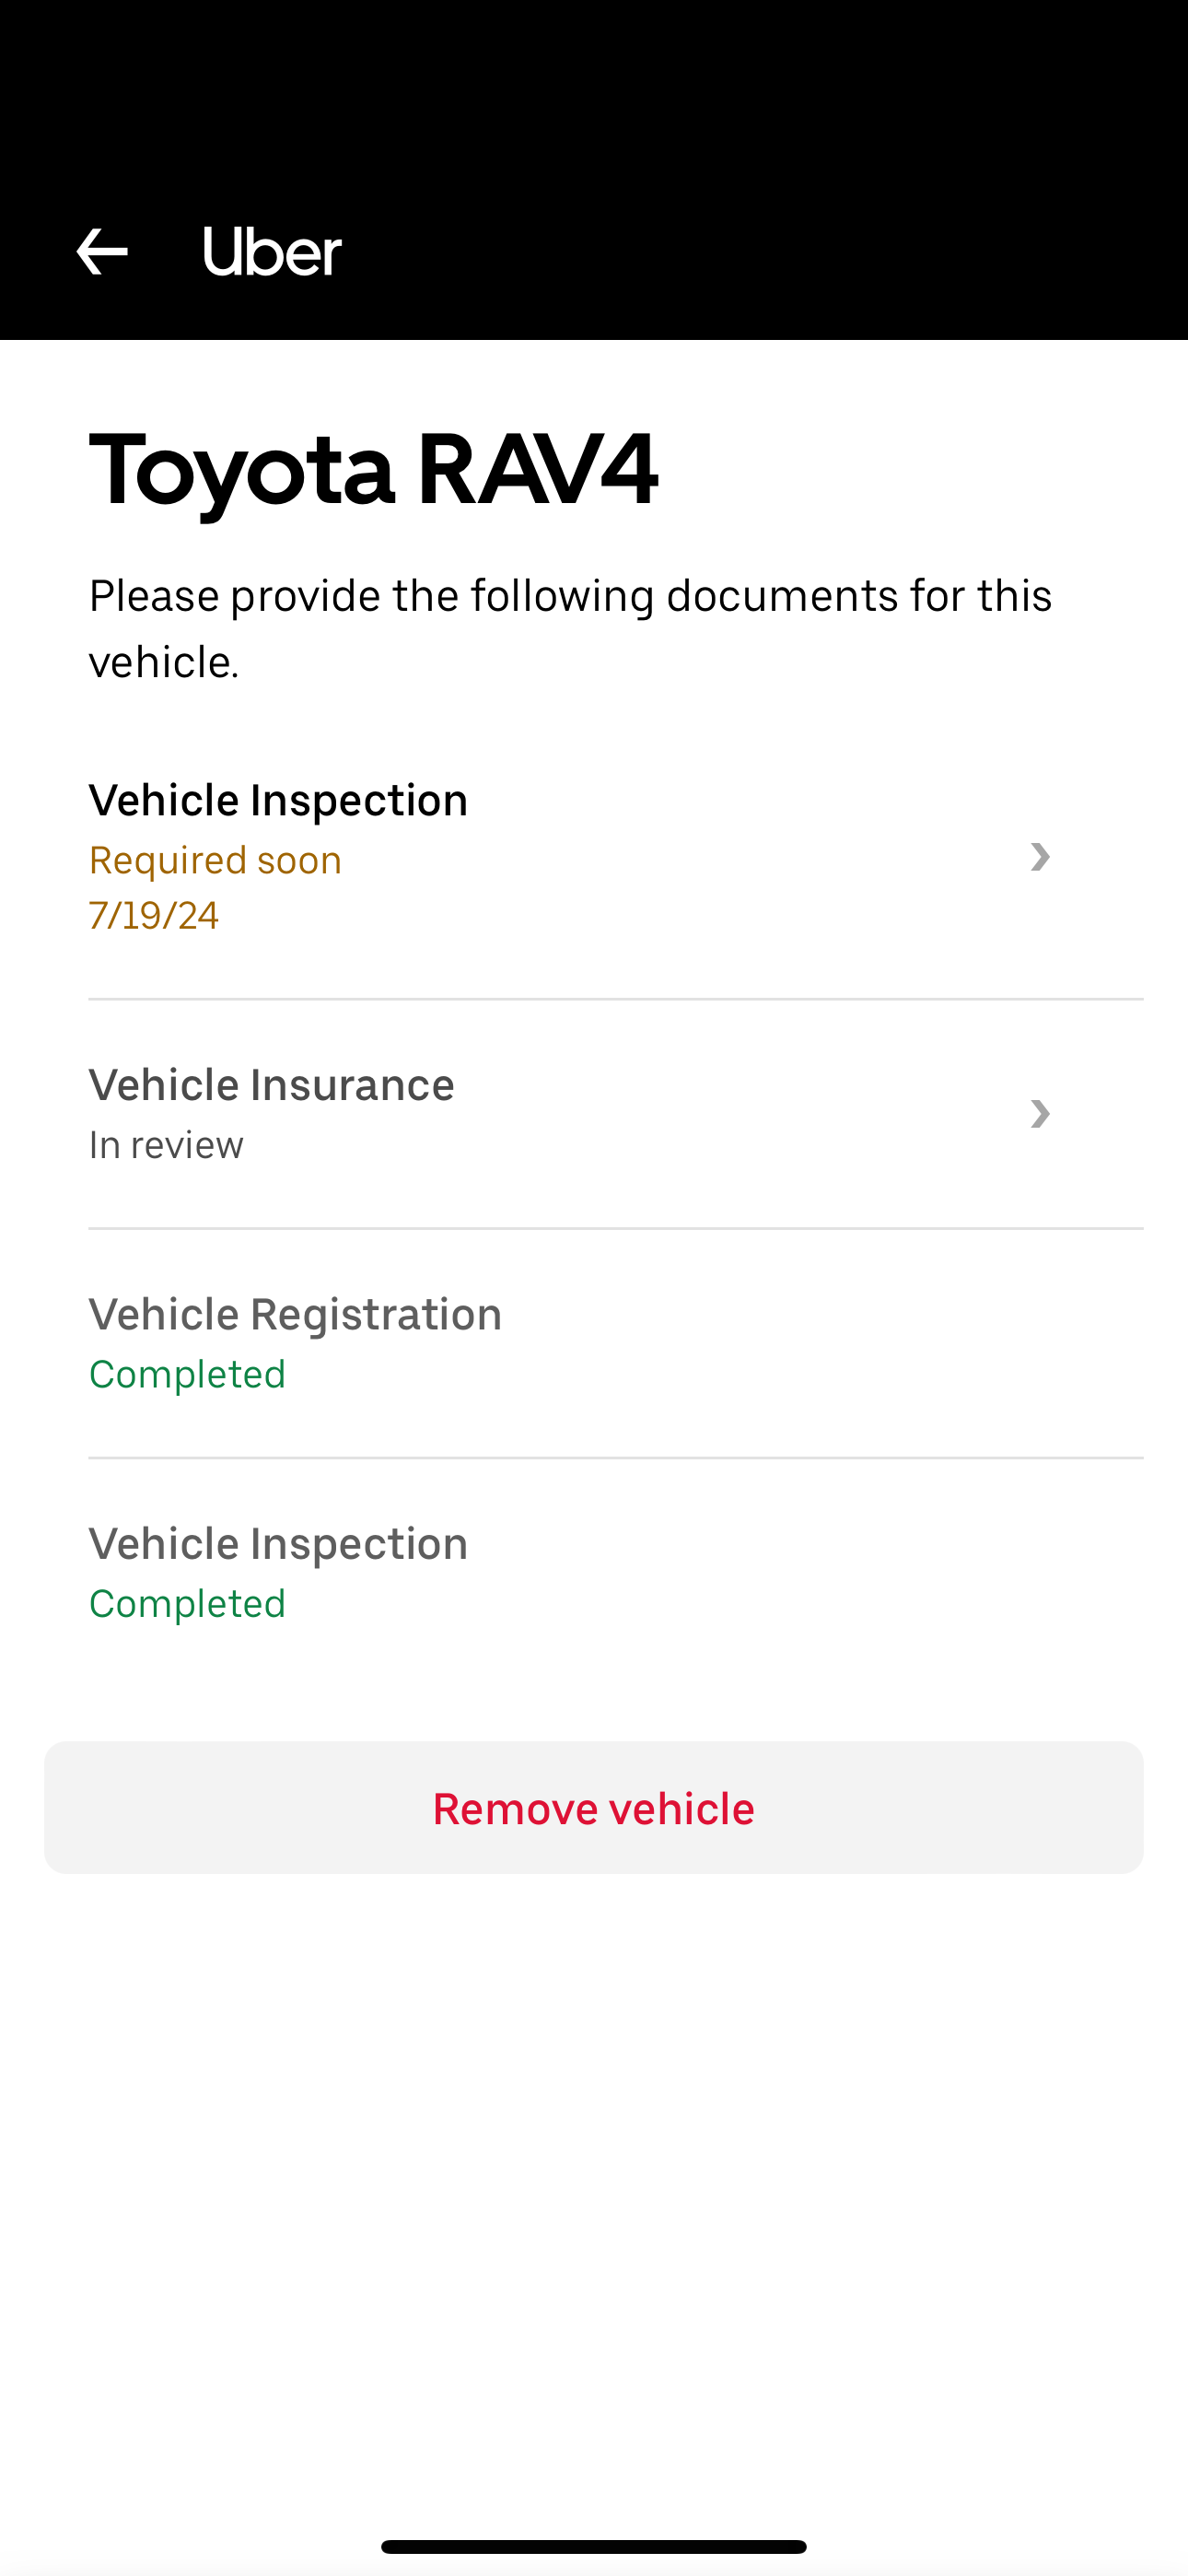 Uber
Toyota RAV4
Please provide the following documents for this
vehicle.
Vehicle Inspection
Required soon
7/19/24
Vehicle Insurance
In review
Vehicle Registration
Completed
Vehicle Inspection
Completed
Remove vehicle